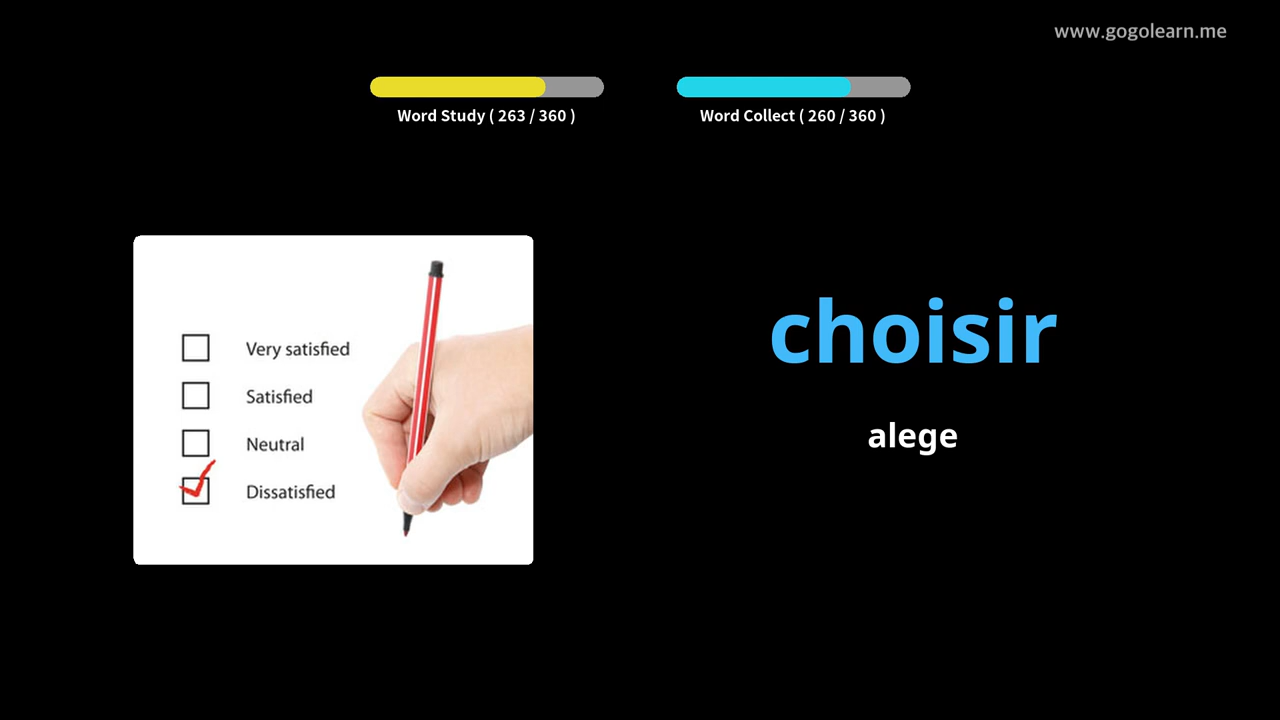 www.gogolearn.me
Word Study ( 263 / 360 )
Word Collect ( 260 / 360 )
Very satisfied
Satisfied
Neutral
Dissatisfied
choisir
alege